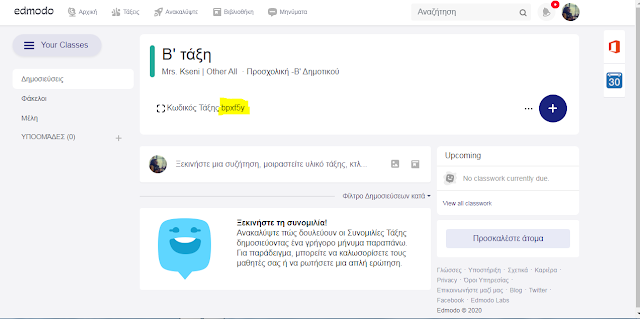 edmodo
Αρχική
Τάξεις
Ανακαλύψτε
Βιβλιοθήκη
Μηνύματα
Αναζήτηση
Your Classes
Δημοσιεύσεις
Φάκελοι
Μέλη
ΥΠΟΟΜΆΔΕΣ (0) +
Β' τάξη
Mrs. Kseni | Other All · Προσχολική -Β' Δημοτικού
Κωδικός Τάξης bpxf5y
... +
30
Ξεκινήστε μια συζήτηση, μοιραστείτε υλικό τάξης, κτλ...
Φίλτρο Δημοσιεύσεων κατά
Ξεκινήστε τη συνομιλία!
Ανακαλύψτε πώς δουλεύουν οι Συνομιλίες Τάξης
δημοσιεύοντας ένα γρήγορο μήνυμα παραπάνω.
Για παράδειγμα, μπορείτε να καλωσορίσετε τους
μαθητές σας ή να ρωτήσετε μια απλή ερώτηση.
Upcoming
No classwork currently due.
View all classwork
Προσκαλέστε άτομα
Γλώσσες · Υποστήριξη · Σχετικά · Καριέρα ·
Privacy · Όροι Υπηρεσίας ·
Επικοινωνήστε μαζί μας · Blog · Twitter ·
Facebook · Edmodo Labs
Edmodo © 2020